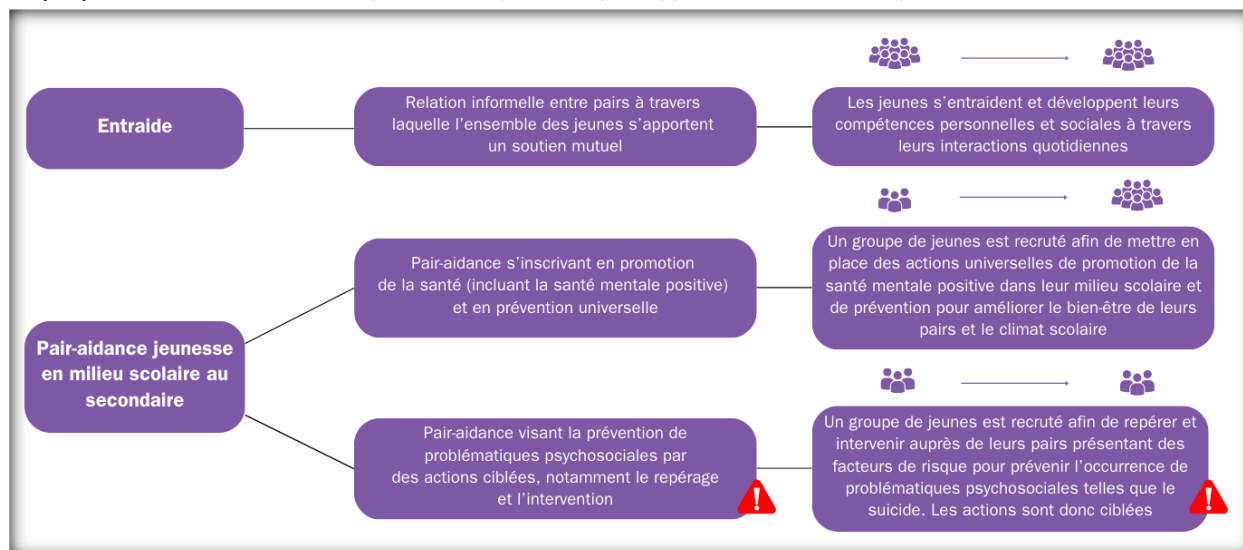 Entraide
Relation informelle entre pairs à travers
laquelle l'ensemble des jeunes s'apportent
un soutien mutuel
Les jeunes s'entraident et développent leurs
compétences personnelles et sociales à travers
leurs interactions quotidiennes
Pair-aidance jeunesse
en milieu scolaire au
secondaire
Pair-aidance s'inscrivant en promotion
de la santé (incluant la santé mentale positive)
et en prévention universelle
Un groupe de jeunes est recruté afin de mettre en
place des actions universelles de promotion de la
santé mentale positive dans leur milieu scolaire et
de prévention pour améliorer le bien-être de leurs
pairs et le climat scolaire
Pair-aidance visant la prévention de
problématiques psychosociales par
des actions ciblées, notamment le repérage
et l'intervention
!
Un groupe de jeunes est recruté afin de repérer et
intervenir auprès de leurs pairs présentant des
facteurs de risque pour prévenir l'occurrence de
problématiques psychosociales telles que le
suicide. Les actions sont donc ciblées
!